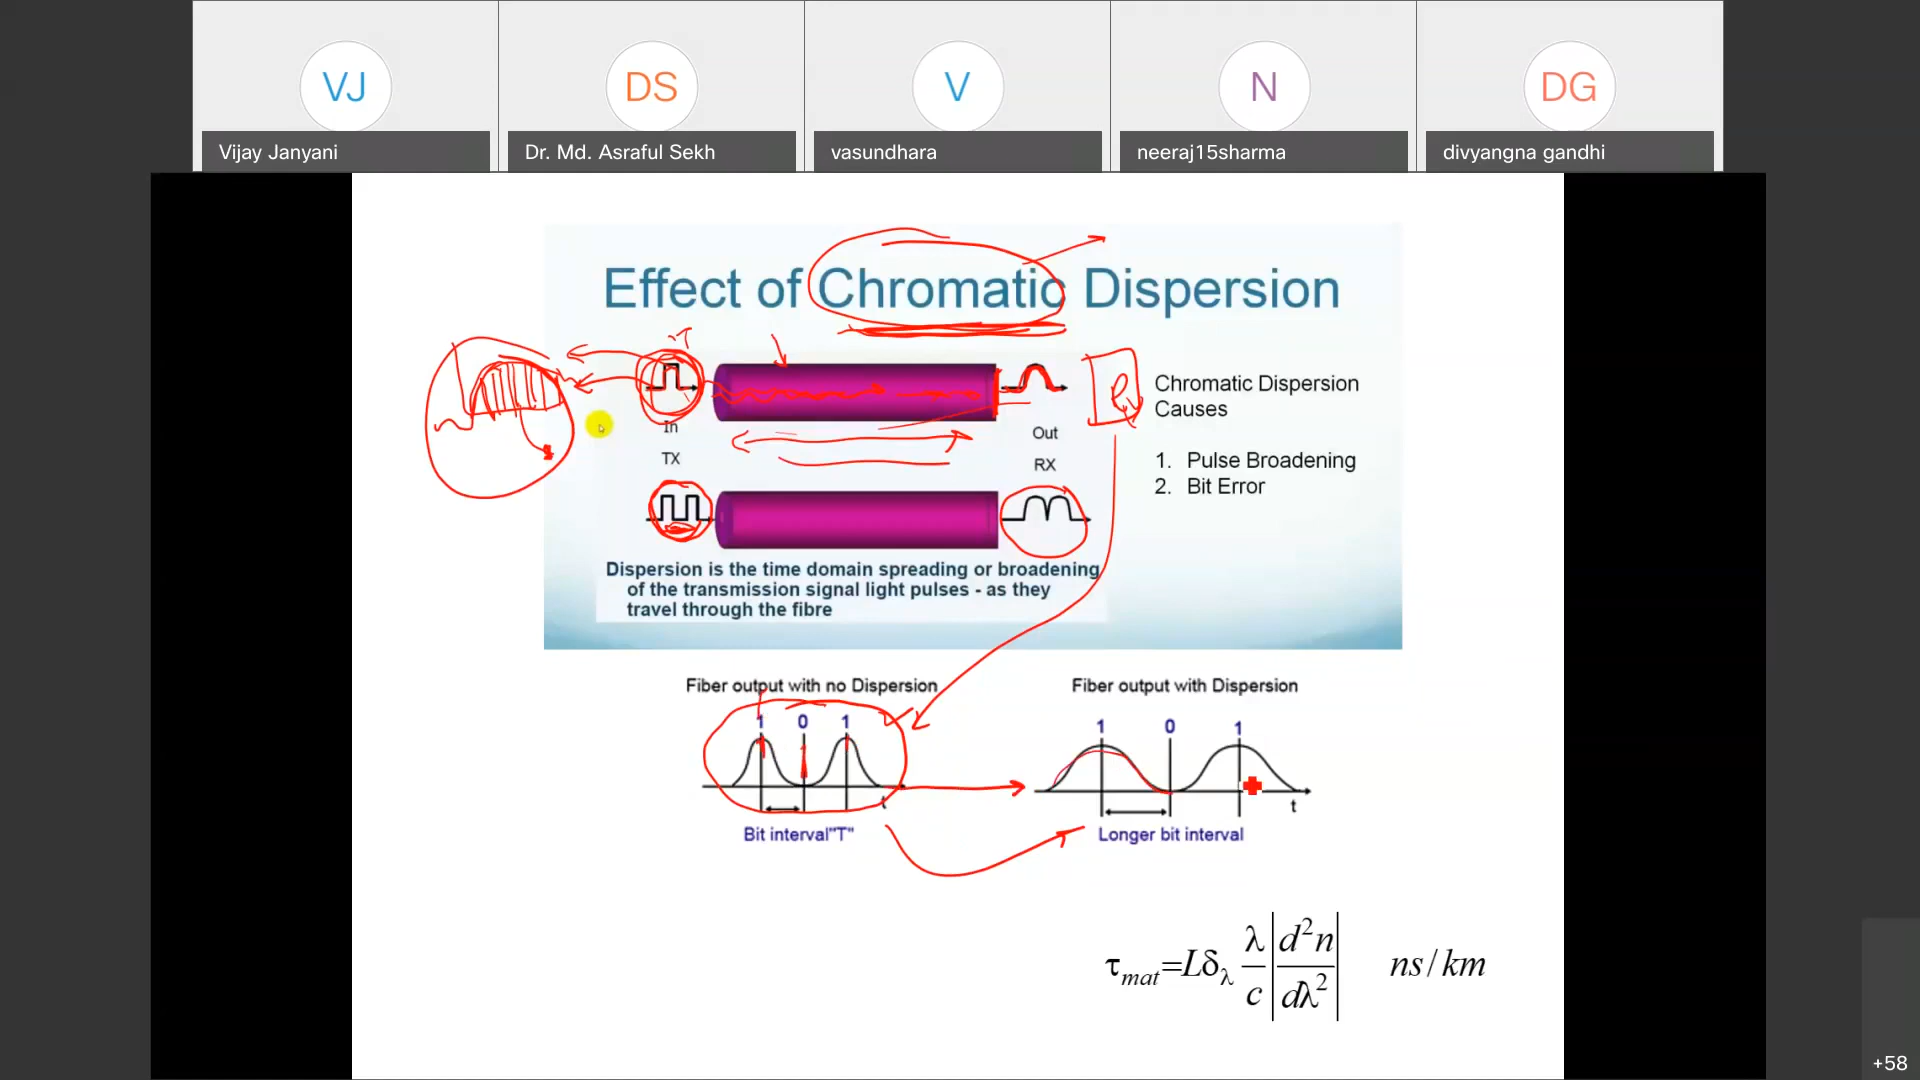 VJ
DS
V
N
DG
Vijay Janyani
Dr. Md. Asraful Sekh
vasundhara
neeraj15sharma
divyangna gandhi
Effect of Chromatic Dispersion
In
TX
Out
RX
Chromatic Dispersion
Causes
1. Pulse Broadening
2. Bit Error
Dispersion is the time domain spreading or broadening
of the transmission signal light pulses - as they
travel through the fibre
Fiber output with no Dispersion
1 0 1
t
Bit interval"T"
Fiber output with Dispersion
1 0 1
t
Longer bit interval
τ_mat=Lδ_λ λ/c |d²n/dλ²| ns/km
+58